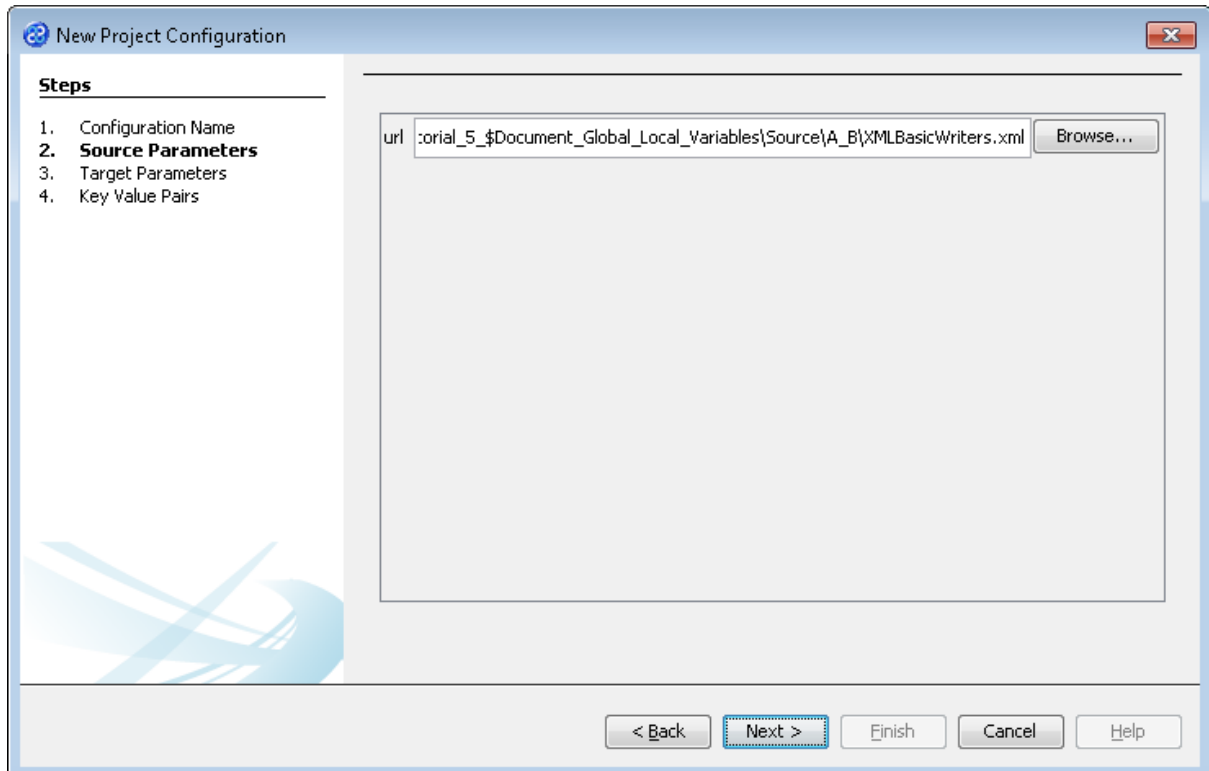 New Project Configuration
Steps
1. Configuration Name
2. Source Parameters
3. Target Parameters
4. Key Value Pairs
url :orial_5_$Document_Global_Local_Variables\Source\A_B\XMLBasicWriters.xml Browse...
< Back Next > Finish Cancel Help